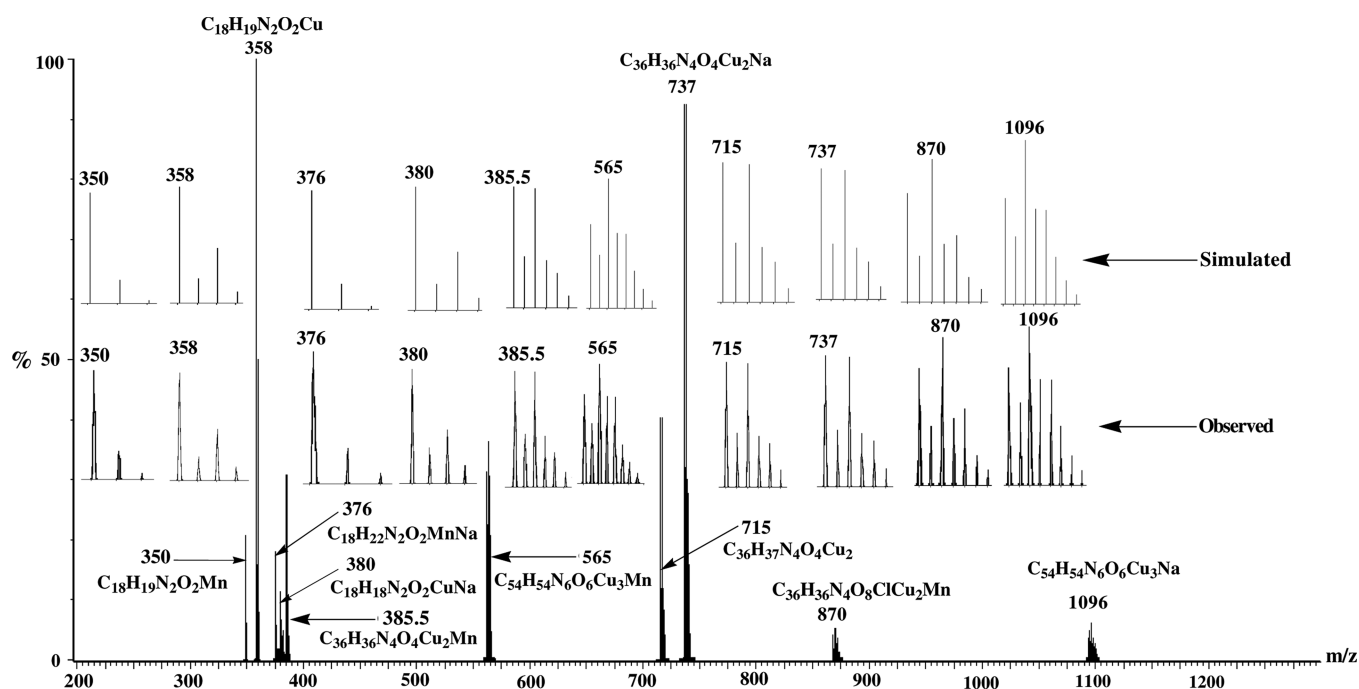 C18H19N2O2Cu
358
C36H36N4O4Cu2Na
737
100
1096
870
715
737
565
350
358
376
380
385.5
Simulated
%
50
350
358
376
380
385.5
565
715
737
870
1096
Observed
376
C18H22N2O2MnNa
350
C18H19N2O2Mn
380
C18H18N2O2CuNa
385.5
C36H36N4O4Cu2Mn
565
C54H54N6O6Cu3Mn
715
C36H37N4O4Cu2
C36H36N4O8ClCu2Mn
870
C54H54N6O6Cu3Na
1096
0
m/z
200 300 400 500 600 700 800 900 1000 1100 1200